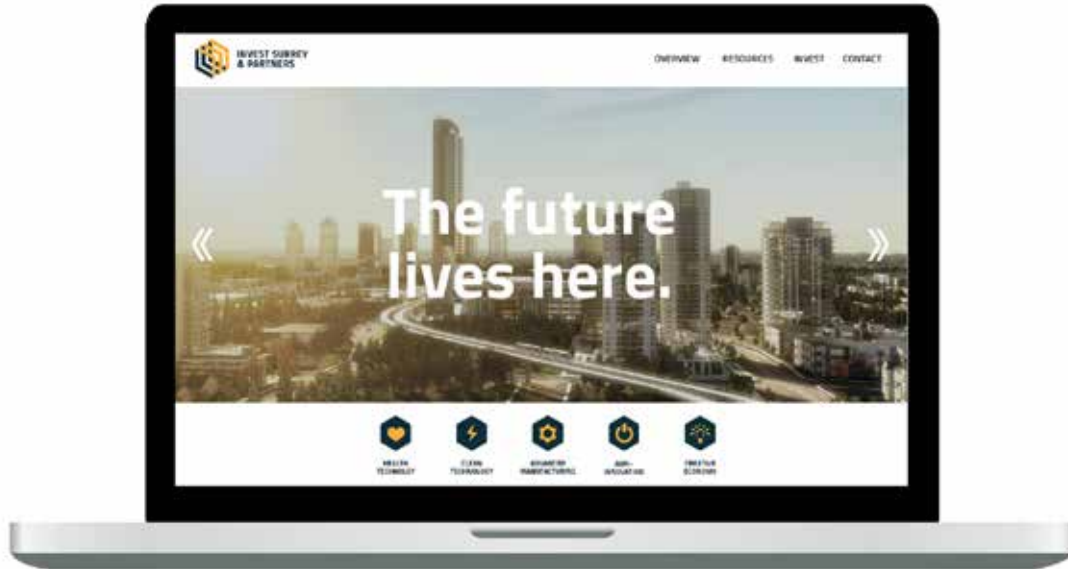 INVEST SURREY
& PARTNERS
OVERVIEW RESOURCES INVEST CONTACT
The future
lives here.
HEALTH
TECHNOLOGY
CLEAN
TECHNOLOGY
ADVANCED
MANUFACTURING
AGRI-
INNOVATION
CREATIVE
ECONOMY